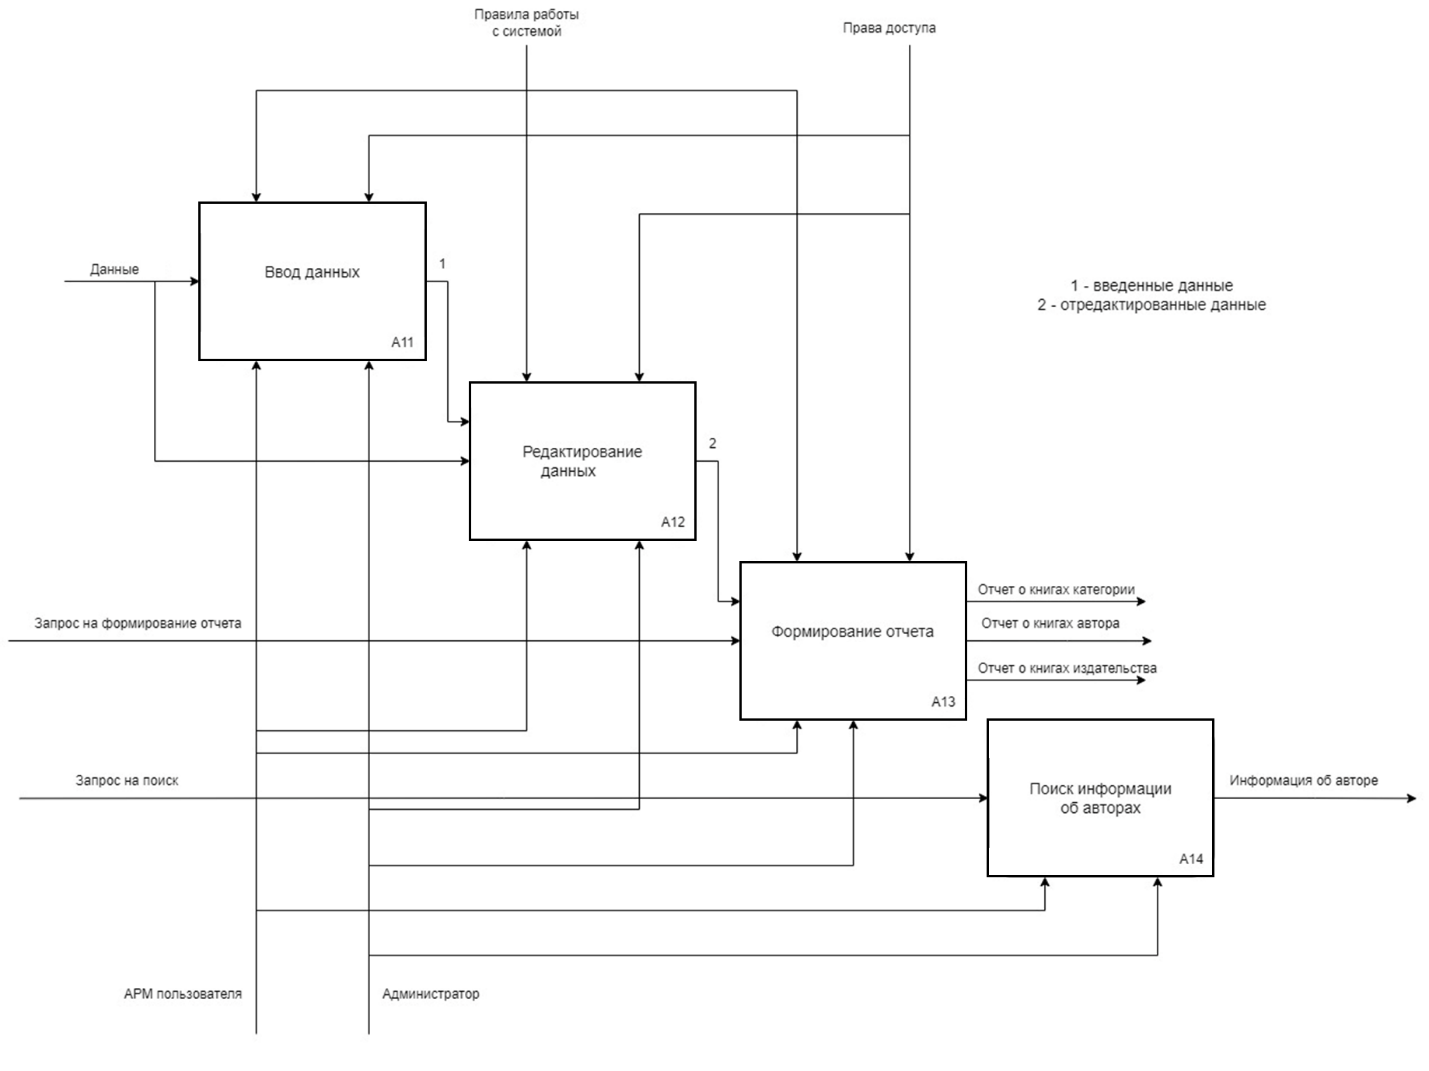 Правила работы
с системой
Права доступа
Данные
Ввод данных
1
A11
1 - введенные данные
2 - отредактированные данные
Редактирование
данных
2
A12
Запрос на формирование отчета
Формирование отчета
A13
Отчет о книгах категории
Отчет о книгах автора
Отчет о книгах издательства
Запрос на поиск
Поиск информации
об авторах
A14
Информация об авторе
АРМ пользователя
Администратор